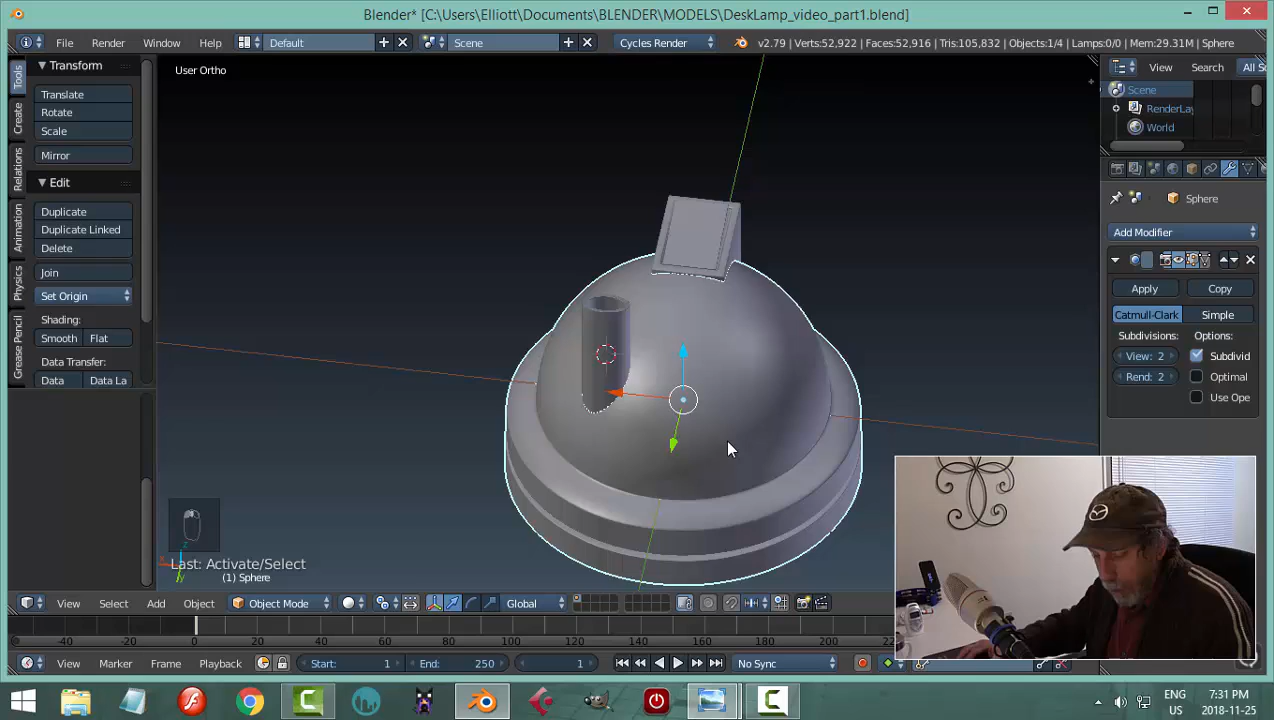 Blender* [C:\Users\Elliott\Documents\BLENDER\MODELS\DeskLamp_video_part1.blend]
File Render Window Help Default Scene Cycles Render v2.79 | Verts:52,922 | Faces:52,916 | Tris:105,832 | Objects:1/4 | Lamps:0/0 | Mem:29.31M | Sphere
Tools
Create
Relations
Animation
Physics
Grease Pencil
Transform
Translate
Rotate
Scale
Mirror
Edit
Duplicate
Duplicate Linked
Delete
Join
Set Origin
Shading:
Smooth Flat
Data Transfer:
Data Data La
User Ortho
Last: Activate/Select
(1) Sphere
View Search All S
Scene
RenderLay
World
Sphere
Add Modifier
Apply Copy
Catmull-Clark Simple
Subdivisions: Options:
View: 2 Subdivid
Rend: 2 Optimal
Use Ope
View Select Add Object Object Mode Global
-40 -20 0 20 40 60 80 100 120 140 160 180 200 220
View Marker Frame Playback Start: 1 End: 250 1 No Sync
ENG 7:31 PM
US 2018-11-25